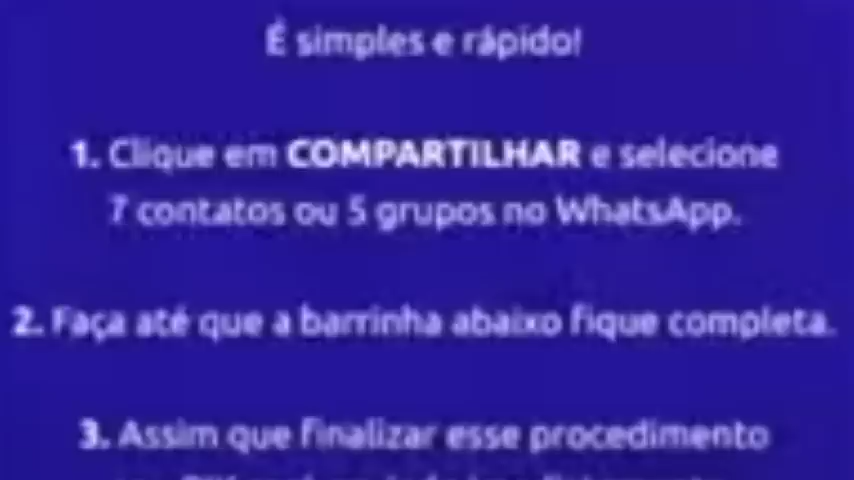 É simples e rápido!
1. Clique em COMPARTILHAR e selecione
7 contatos ou 5 grupos no WhatsApp.
2. Faça até que a barrinha abaixo fique completa.
3. Assim que finalizar esse procedimento